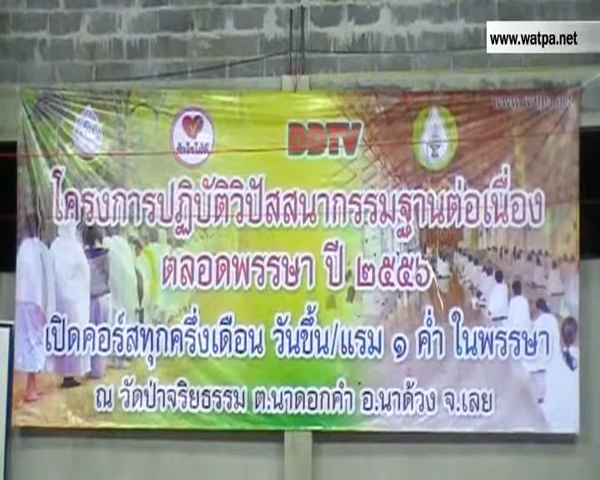 www.watpa.net
DDTV
โครงการปฏิบัติวิปัสสนากรรมฐานต่อเนื่อง
ตลอดพรรษา ปี ๒๕๕๖
เปิดคอร์สทุกครึ่งเดือน วันขึ้น/แรม ๑ ค่ำ ในพรรษา
ณ วัดป่าจริยธรรม ต.นาดอกคำ อ.นาด้วง จ.เลย